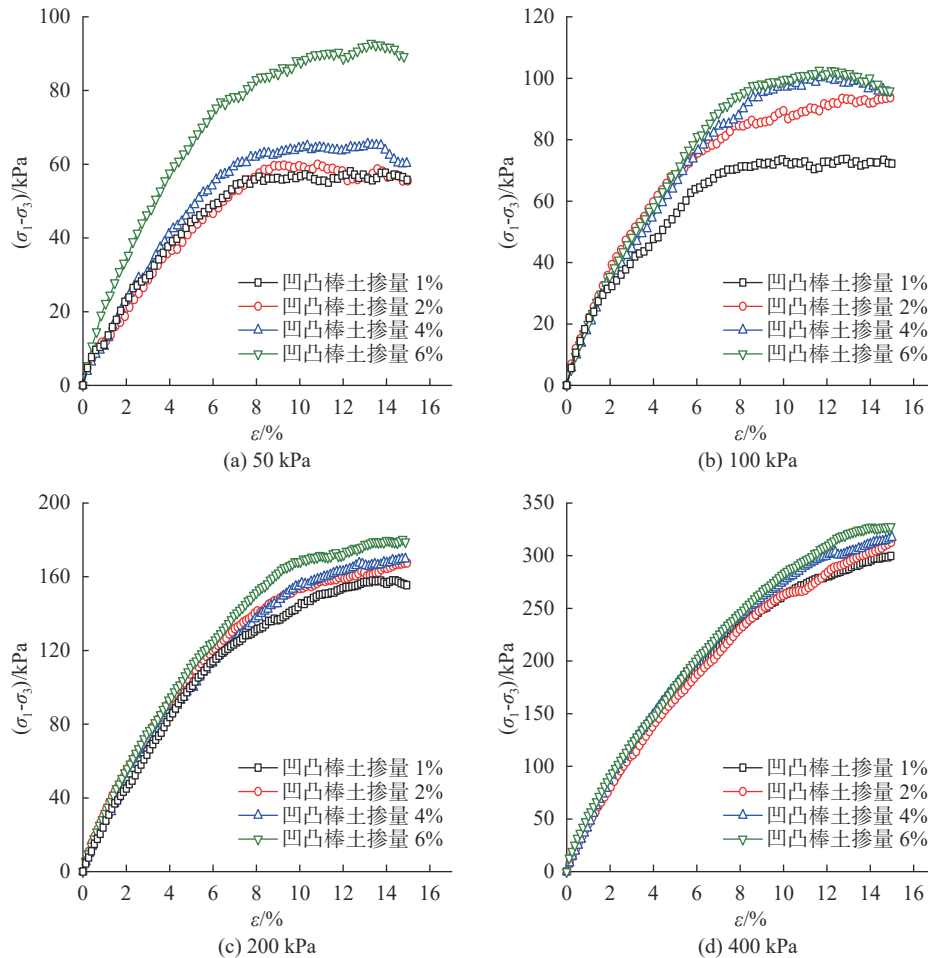 100
80
60
40
20
0
(σ₁-σ₃)/kPa
凹凸棒土掺量 1%
凹凸棒土掺量 2%
凹凸棒土掺量 4%
凹凸棒土掺量 6%
0 2 4 6 8 10 12 14 16
ε/%
(a) 50 kPa
120
100
80
60
40
20
0
(σ₁-σ₃)/kPa
凹凸棒土掺量 1%
凹凸棒土掺量 2%
凹凸棒土掺量 4%
凹凸棒土掺量 6%
0 2 4 6 8 10 12 14 16
ε/%
(b) 100 kPa
200
160
120
80
40
0
(σ₁-σ₃)/kPa
凹凸棒土掺量 1%
凹凸棒土掺量 2%
凹凸棒土掺量 4%
凹凸棒土掺量 6%
0 2 4 6 8 10 12 14 16
ε/%
(c) 200 kPa
350
300
250
200
150
100
50
0
(σ₁-σ₃)/kPa
凹凸棒土掺量 1%
凹凸棒土掺量 2%
凹凸棒土掺量 4%
凹凸棒土掺量 6%
0 2 4 6 8 10 12 14 16
ε/%
(d) 400 kPa